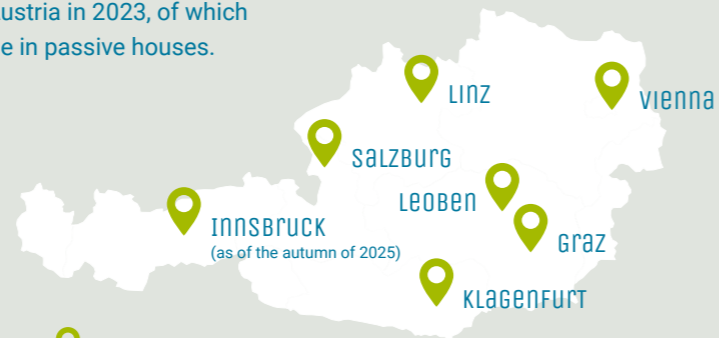 ustria in 2023, of which
e in passive houses.
Linz
Vienna
Salzburg
Leoben
Innsbruck
(as of the autumn of 2025)
Graz
Klagenfurt